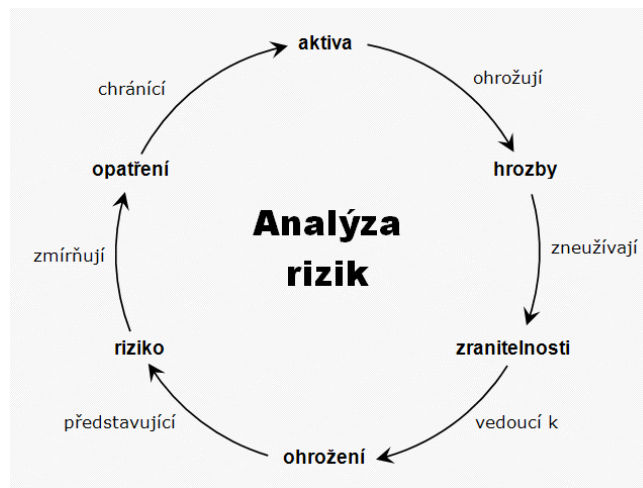 aktiva
ohrožují
hrozby
zneužívají
zranitelnosti
vedoucí k
ohrožení
představující
riziko
zmírňují
opatření
chránící
Analýza
rizik